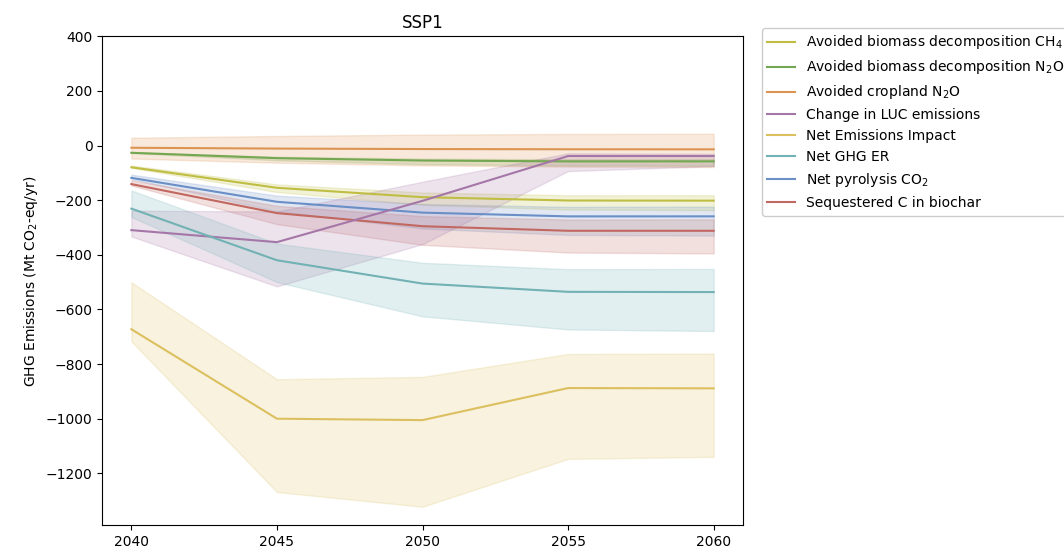 SSP1
GHG Emissions (Mt CO₂-eq/yr)
400
200
0
−200
−400
−600
−800
−1000
−1200
2040 2045 2050 2055 2060
Avoided biomass decomposition CH₄
Avoided biomass decomposition N₂O
Avoided cropland N₂O
Change in LUC emissions
Net Emissions Impact
Net GHG ER
Net pyrolysis CO₂
Sequestered C in biochar